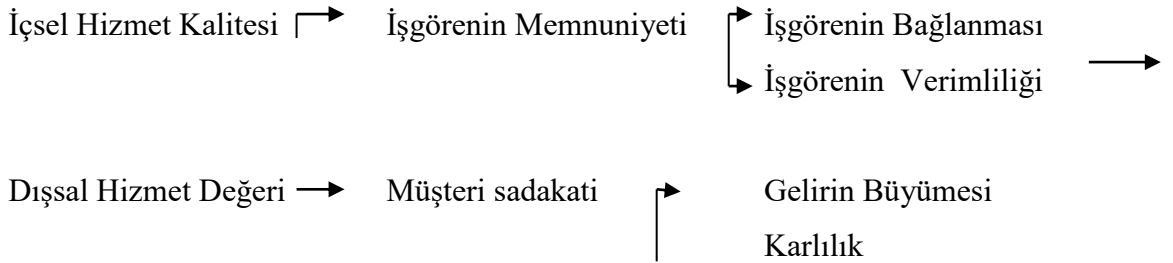 İçsel Hizmet Kalitesi İşgörenin Memnuniyeti İşgörenin Bağlanması
İşgörenin Verimliliği
Dışsal Hizmet Değeri Müşteri sadakati Gelirin Büyümesi
Karlılık